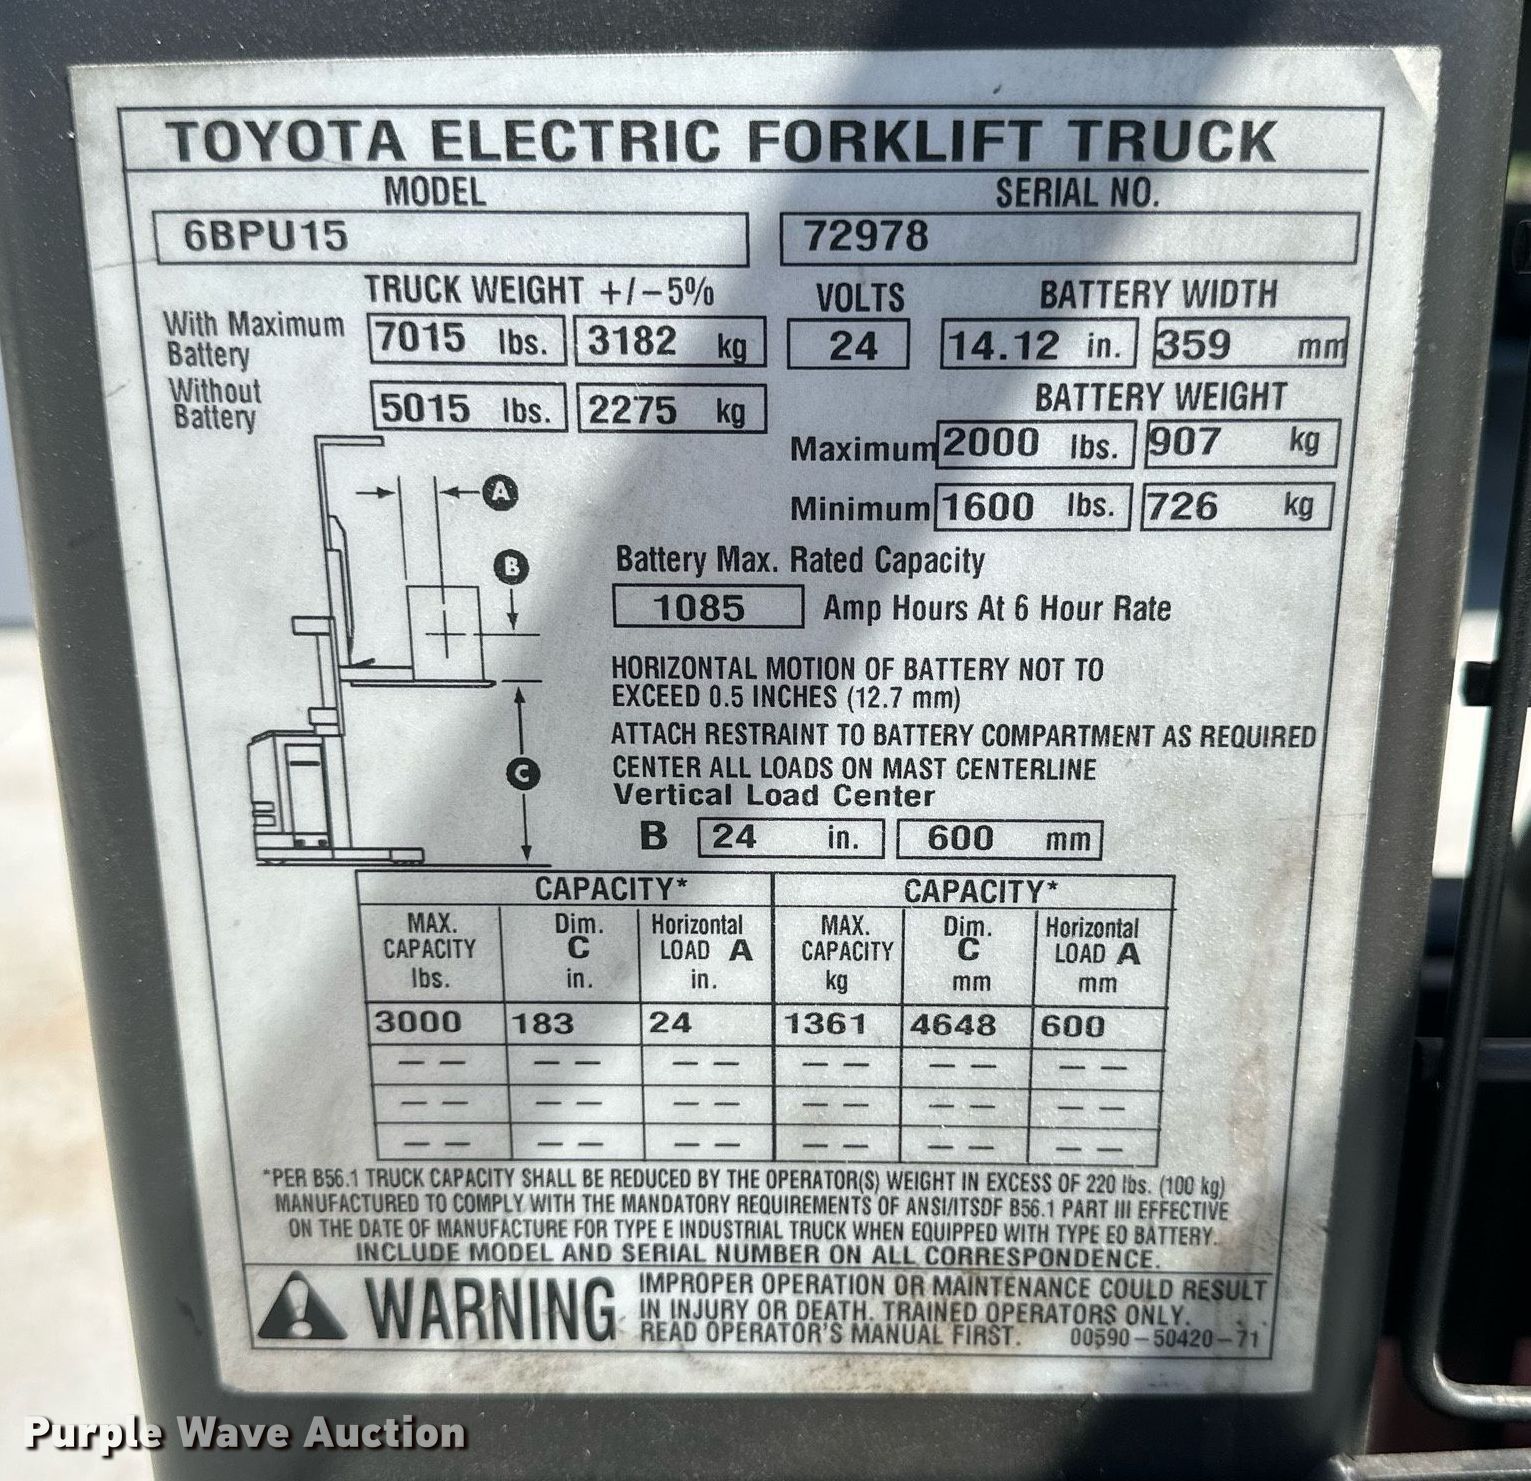 TOYOTA ELECTRIC FORKLIFT TRUCK
MODEL SERIAL NO.
6BPU15 72978
TRUCK WEIGHT +/-5% VOLTS BATTERY WIDTH
With Maximum Battery 7015 lbs. 3182 kg 24 14.12 in. 359 mm
Without Battery 5015 lbs. 2275 kg
BATTERY WEIGHT
Maximum 2000 lbs. 907 kg
Minimum 1600 lbs. 726 kg
A
B
C
Battery Max. Rated Capacity
1085 Amp Hours At 6 Hour Rate
HORIZONTAL MOTION OF BATTERY NOT TO
EXCEED 0.5 INCHES (12.7 mm)
ATTACH RESTRAINT TO BATTERY COMPARTMENT AS REQUIRED
CENTER ALL LOADS ON MAST CENTERLINE
Vertical Load Center
B 24 in. 600 mm
CAPACITY* CAPACITY*
MAX. Dim. Horizontal MAX. Dim. Horizontal
CAPACITY C LOAD A CAPACITY C LOAD A
lbs. in. in. kg mm mm
3000 183 24 1361 4648 600
— — — — — — — — — — — —
— — — — — — — — — — — —
— — — — — — — — — — — —
*PER B56.1 TRUCK CAPACITY SHALL BE REDUCED BY THE OPERATOR(S) WEIGHT IN EXCESS OF 220 lbs. (100 kg)
MANUFACTURED TO COMPLY WITH THE MANDATORY REQUIREMENTS OF ANSI/ITSDF B56.1 PART III EFFECTIVE
ON THE DATE OF MANUFACTURE FOR TYPE E INDUSTRIAL TRUCK WHEN EQUIPPED WITH TYPE EO BATTERY.
INCLUDE MODEL AND SERIAL NUMBER ON ALL CORRESPONDENCE.
WARNING
IMPROPER OPERATION OR MAINTENANCE COULD RESULT
IN INJURY OR DEATH. TRAINED OPERATORS ONLY.
READ OPERATOR'S MANUAL FIRST. 00590-50420-71
Purple Wave Auction